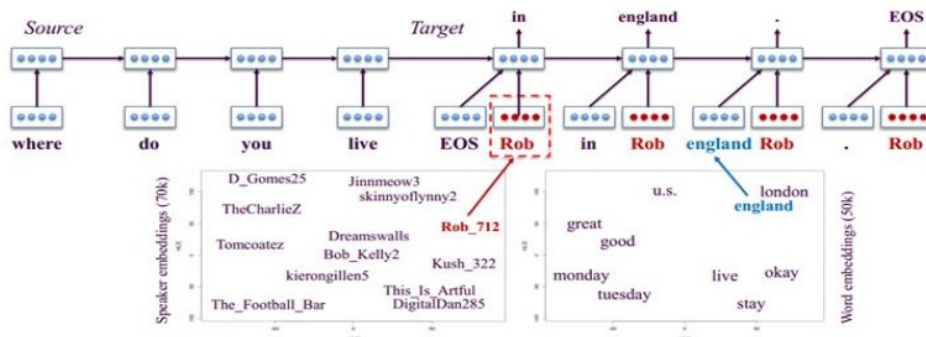 in england . EOS
Source Target
where do you live EOS Rob in Rob england Rob . Rob
Speaker embeddings (70k)
D_Gomes25
Jinnmeow3
skinnyoflynny2
TheCharlieZ
Rob_712
Tomcoatez
Dreamswalls
Bob_Kelly2
Kush_322
kierongillen5
This_Is_Artful
The_Football_Bar
DigitalDan285
u.s.
london
england
great
good
monday
live
okay
tuesday
stay
Word embeddings (50k)